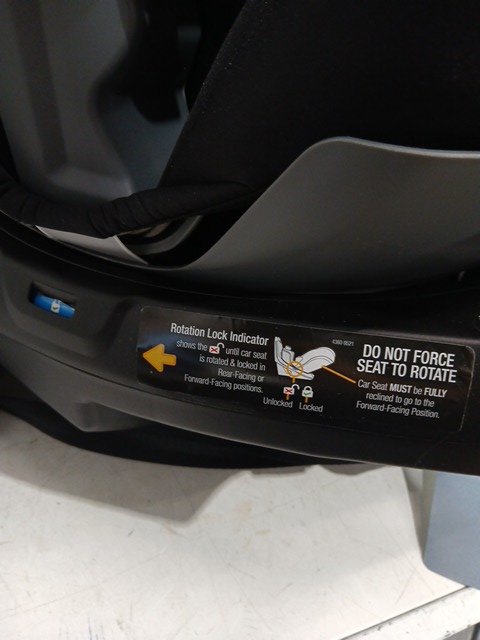 Rotation Lock Indicator
shows the until car seat
is rotated & locked in
Rear-Facing or
Forward-Facing positions.
Unlocked Locked
4360 9521
DO NOT FORCE
SEAT TO ROTATE
Car Seat MUST be FULLY
reclined to go to the
Forward-Facing Position.